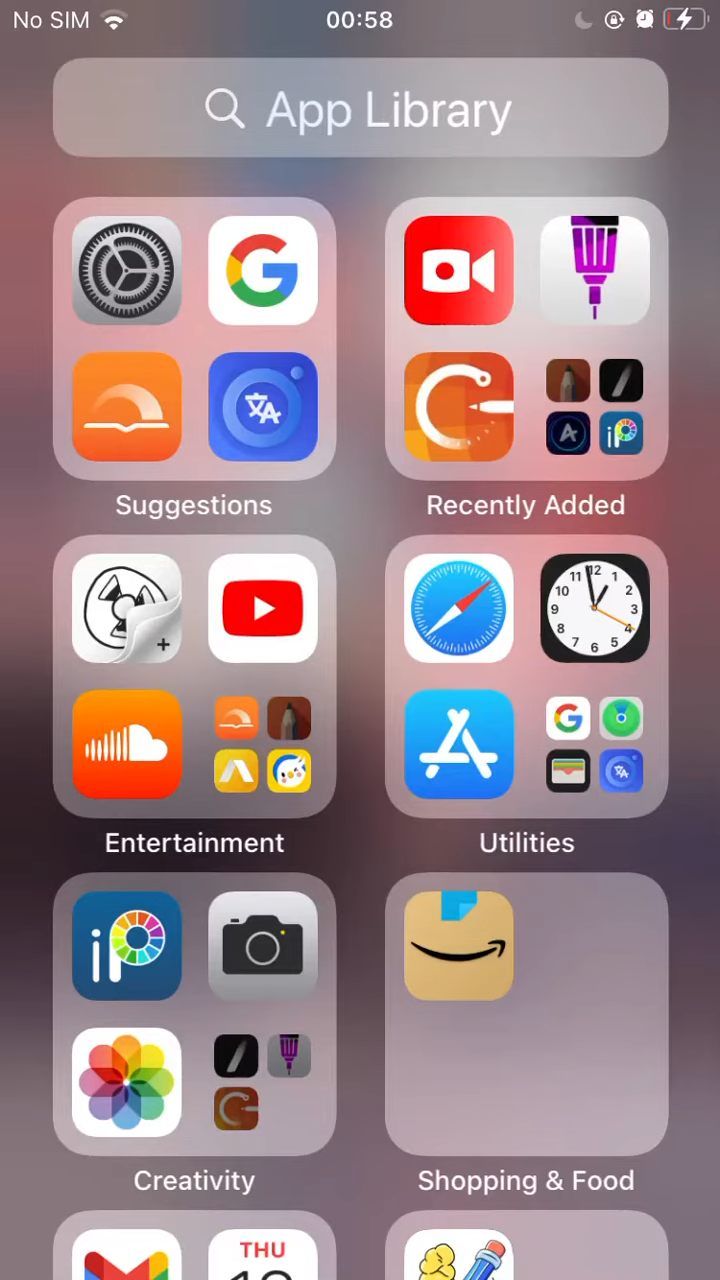 No SIM 00:58
App Library
Suggestions
Recently Added
Entertainment
Utilities
Creativity
Shopping & Food
THU